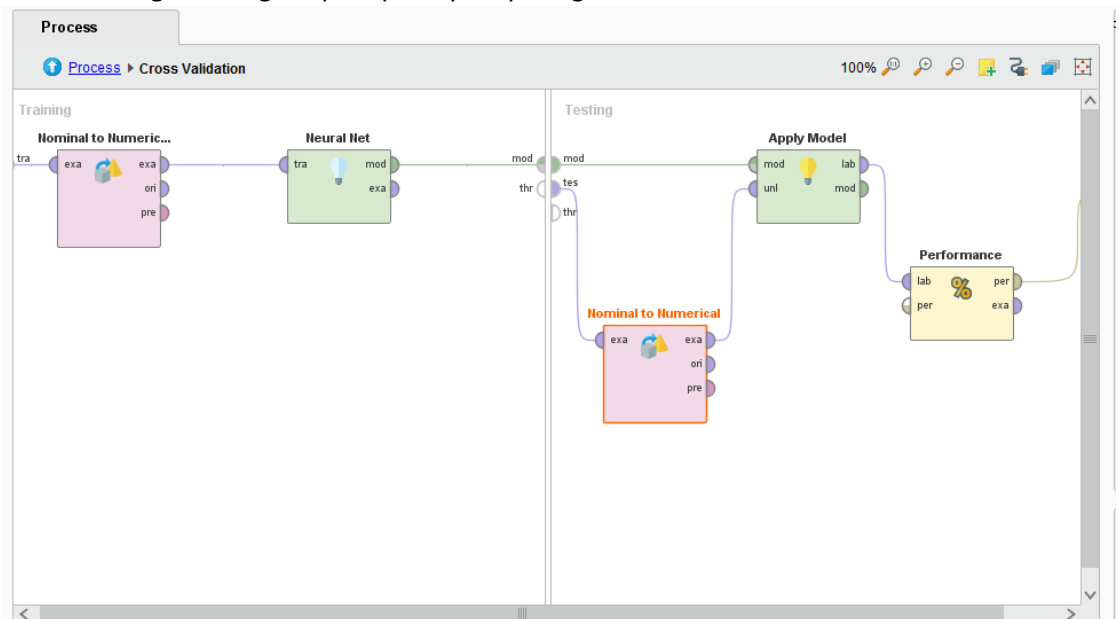 Process
Process ▸ Cross Validation
100%
Training
Testing
Nominal to Numeric...
Neural Net
Apply Model
tra
exa
exa
ori
pre
tra
mod
exa
mod
thr
mod
tes
thr
mod
lab
unl
mod
Performance
lab
%
per
per
exa
Nominal to Numerical
exa
exa
ori
pre